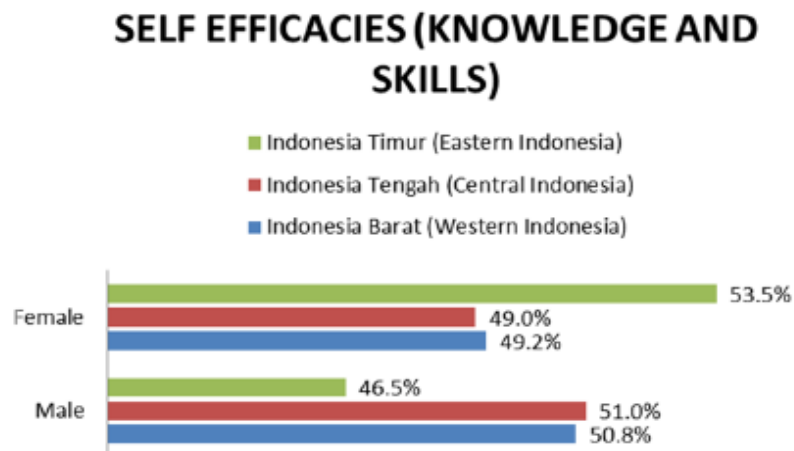 SELF EFFICACIES (KNOWLEDGE AND
SKILLS)
Indonesia Timur (Eastern Indonesia)
Indonesia Tengah (Central Indonesia)
Indonesia Barat (Western Indonesia)
Female
53.5%
49.0%
49.2%
Male
46.5%
51.0%
50.8%